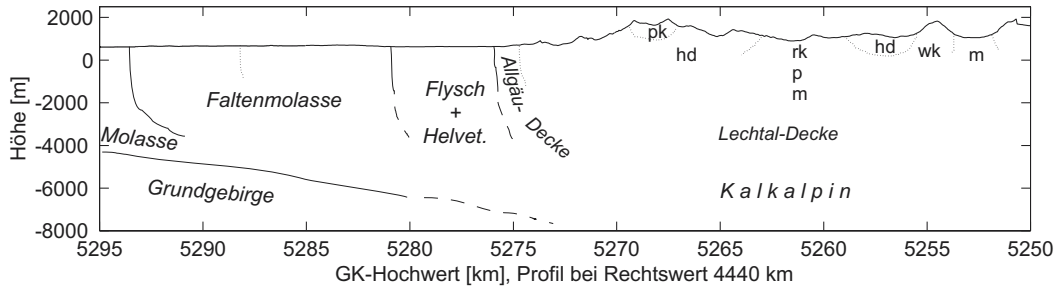 2000
0
-2000
-4000
-6000
-8000
Höhe [m]
pk
hd
rk
p
m
hd
wk
m
Faltenmolasse
Flysch
+
Helvet.
Allgäu-
Decke
Molasse
Lechtal-Decke
Grundgebirge
Kalkalpin
5295
5290
5285
5280
5275
5270
5265
5260
5255
5250
GK-Hochwert [km], Profil bei Rechtswert 4440 km